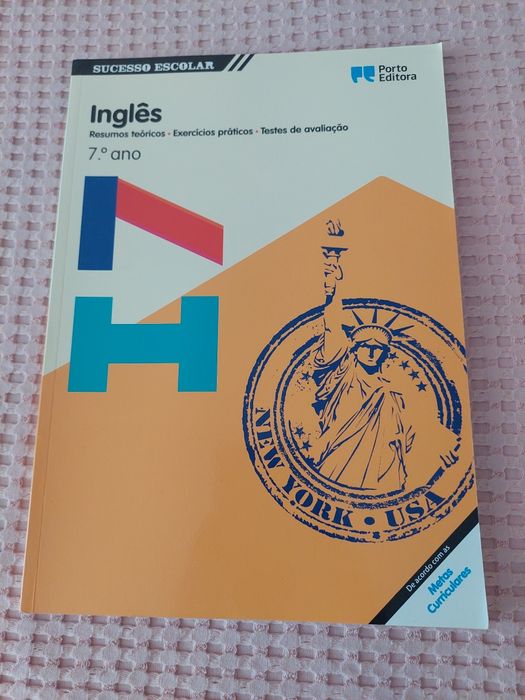 SUCESSO ESCOLAR
Porto
Editora
Inglês
Resumos teóricos • Exercícios práticos • Testes de avaliação
7.º ano
NEW YORK • USA
De acordo com as
Metas
Curriculares